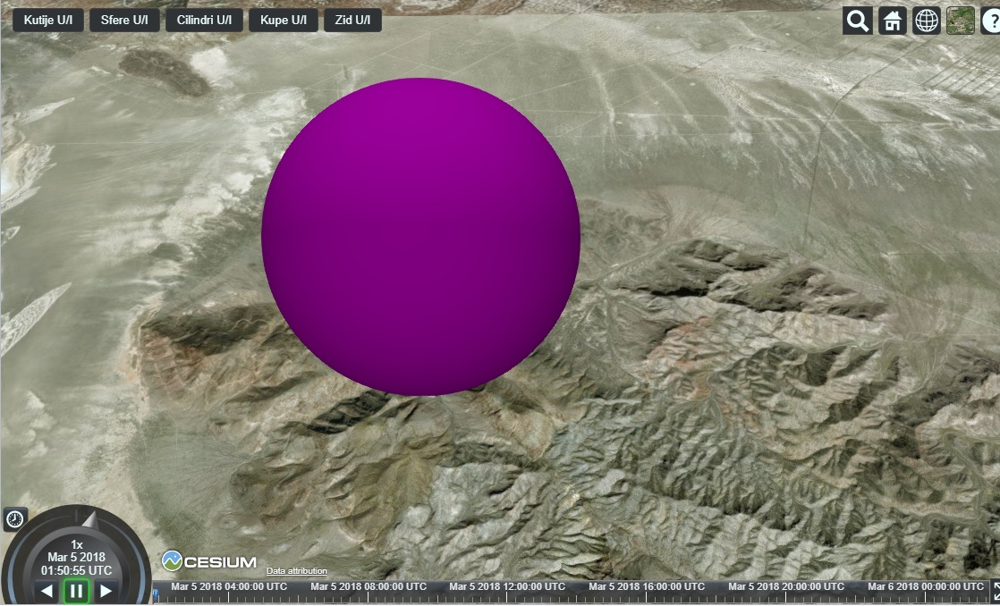 Kutije U/I
Sfere U/I
Cilindri U/I
Kupe U/I
Zid U/I
?
1x
Mar 5 2018
01:50:55 UTC
CESIUM
Data attribution
Mar 5 2018 04:00:00 UTC
Mar 5 2018 08:00:00 UTC
Mar 5 2018 12:00:00 UTC
Mar 5 2018 16:00:00 UTC
Mar 5 2018 20:00:00 UTC
Mar 6 2018 00:00:00 UTC